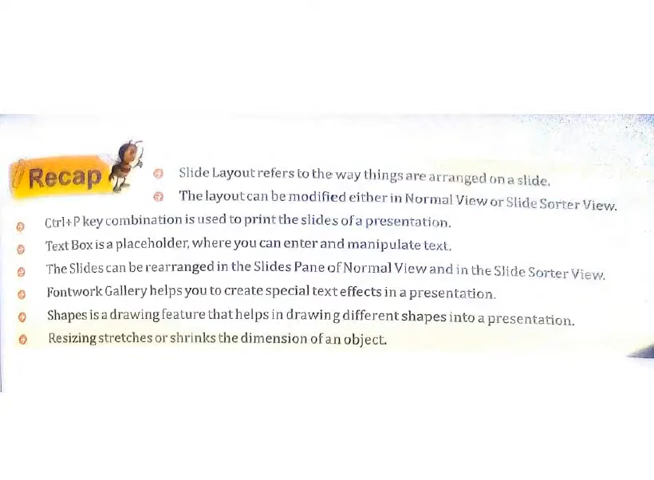 Recap
Slide Layout refers to the way things are arranged on a slide.
The layout can be modified either in Normal View or Slide Sorter View.
Ctrl+P key combination is used to print the slides of a presentation.
Text Box is a placeholder, where you can enter and manipulate text.
The Slides can be rearranged in the Slides Pane of Normal View and in the Slide Sorter View.
Fontwork Gallery helps you to create special text effects in a presentation.
Shapes is a drawing feature that helps in drawing different shapes into a presentation.
Resizing stretches or shrinks the dimension of an object.